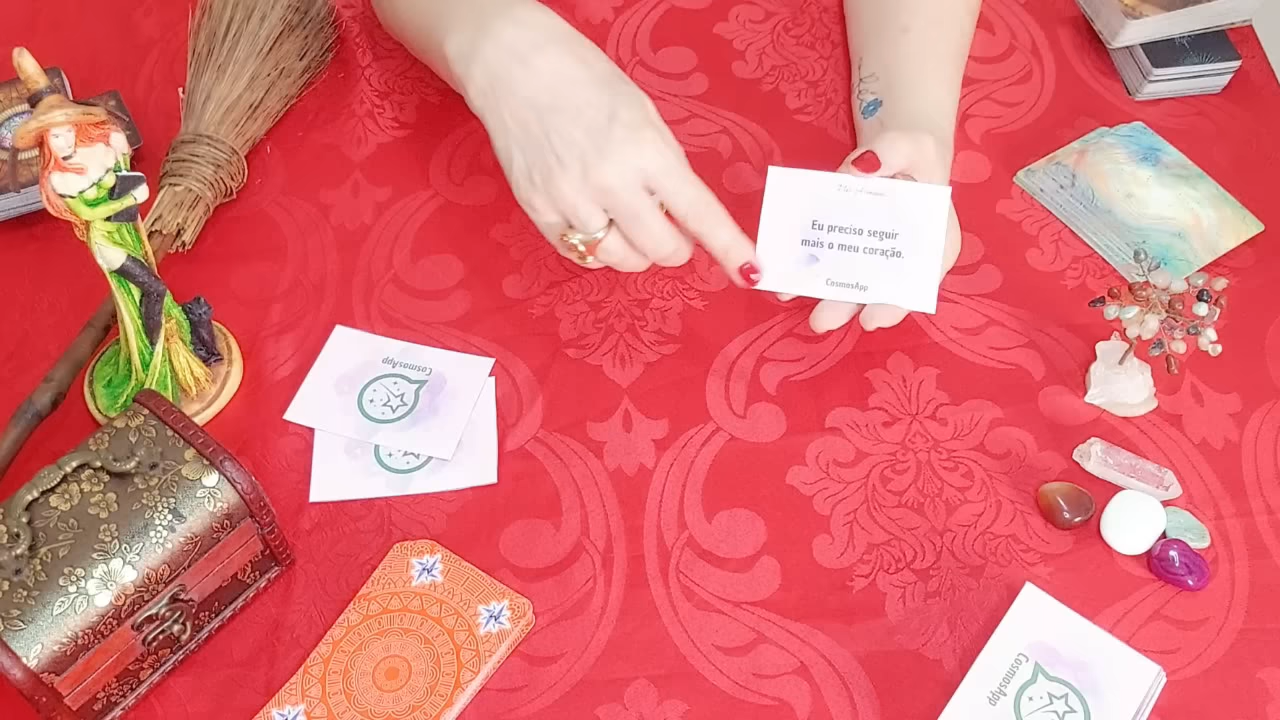 Eu preciso seguir
mais o meu coração.
CosmosApp
CosmosApp
CosmosApp